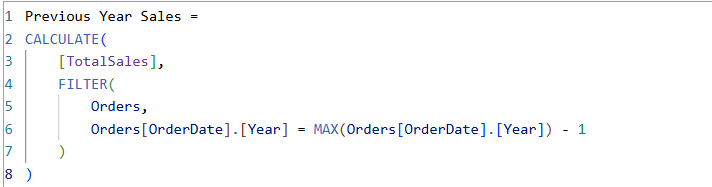 1 Previous Year Sales =
2 CALCULATE(
3 [TotalSales],
4 FILTER(
5 Orders,
6 Orders[OrderDate].[Year] = MAX(Orders[OrderDate].[Year]) - 1
7 )
8 )